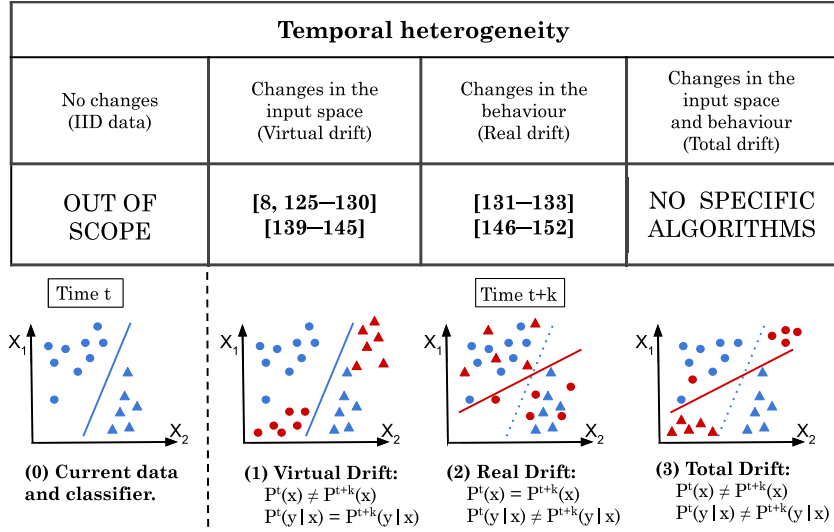 Temporal heterogeneity
No changes
(IID data)
Changes in the
input space
(Virtual drift)
Changes in the
behaviour
(Real drift)
Changes in the
input space
and behaviour
(Total drift)
OUT OF
SCOPE
[8, 125—130]
[139—145]
[131—133]
[146—152]
NO SPECIFIC
ALGORITHMS
Time t
Time t+k
X₁
X₂
X₁
X₂
X₁
X₂
X₁
X₂
(0) Current data
and classifier.
(1) Virtual Drift:
Pᵗ(x) ≠ Pᵗ⁺ᵏ(x)
Pᵗ(y|x) = Pᵗ⁺ᵏ(y|x)
(2) Real Drift:
Pᵗ(x) = Pᵗ⁺ᵏ(x)
Pᵗ(y|x) ≠ Pᵗ⁺ᵏ(y|x)
(3) Total Drift:
Pᵗ(x) ≠ Pᵗ⁺ᵏ(x)
Pᵗ(y|x) ≠ Pᵗ⁺ᵏ(y|x)